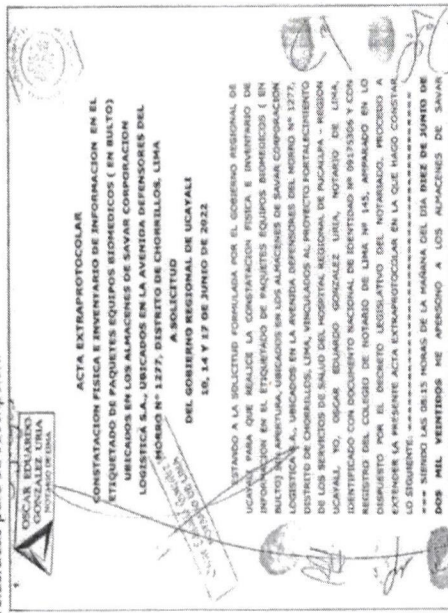 OSCAR EDUARDO
GONZALEZ URIA
NOTARIO DE LIMA
ACTA EXTRAPROTOCOLAR
CONSTATACION FISICA E INVENTARIO DE INFORMACION EN EL
ETIQUETADO DE PAQUETES EQUIPOS BIOMEDICOS ( EN BULTO)
UBICADOS EN LOS ALMACENES DE SAVAR CORPORACION
LOGISTICA S.A., UBICADOS EN LA AVENIDA DEFENSORES DEL
MORRO Nº 1277, DISTRITO DE CHORRILLOS, LIMA
A SOLICITUD
DEL GOBIERNO REGIONAL DE UCAYALI
10, 14 Y 17 DE JUNIO DE 2022
ESTANDO A LA SOLICITUD FORMULADA POR EL GOBIERNO REGIONAL DE
UCAYALI PARA QUE REALICE LA CONSTATACION FISICA E INVENTARIO DE
INFORMACION EN EL ETIQUETADO DE PAQUETES EQUIPOS BIOMEDICOS ( EN
BULTO) SIN APERTURA, UBICADOS EN LOS ALMACENES DE SAVAR CORPORACION
LOGISTICA S.A., UBICADOS EN LA AVENIDA DEFENSORES DEL MORRO Nº 1277,
DISTRITO DE CHORRILLOS, LIMA, VINCULADOS AL PROYECTO FORTALECIMIENTO
DE LOS SERVICIOS DE SALUD DEL HOSPITAL REGIONAL DE PUCALLPA - REGION
UCAYALI, YO, OSCAR EDUARDO GONZALEZ URIA, NOTARIO DE LIMA,
IDENTIFICADO CON DOCUMENTO NACIONAL DE IDENTIDAD Nº 09175306 Y CON
REGISTRO DEL COLEGIO DE NOTARIO DE LIMA Nº 145, AMPARADO EN LO
DISPUESTO POR EL DECRETO LEGISLATIVO DEL NOTARIADO, PROCEDO A
EXTENDER LA PRESENTE ACTA EXTRAPROTOCOLAR EN LA QUE HAGO CONSTAR
LO SIGUIENTE:
=== SIENDO LAS 08:15 HORAS DE LA MAÑANA DEL DIA DIEZ DE JUNIO DE
DOS MIL VEINTIDOS ME APERSONO A LOS ALMACENES DE SAVAR